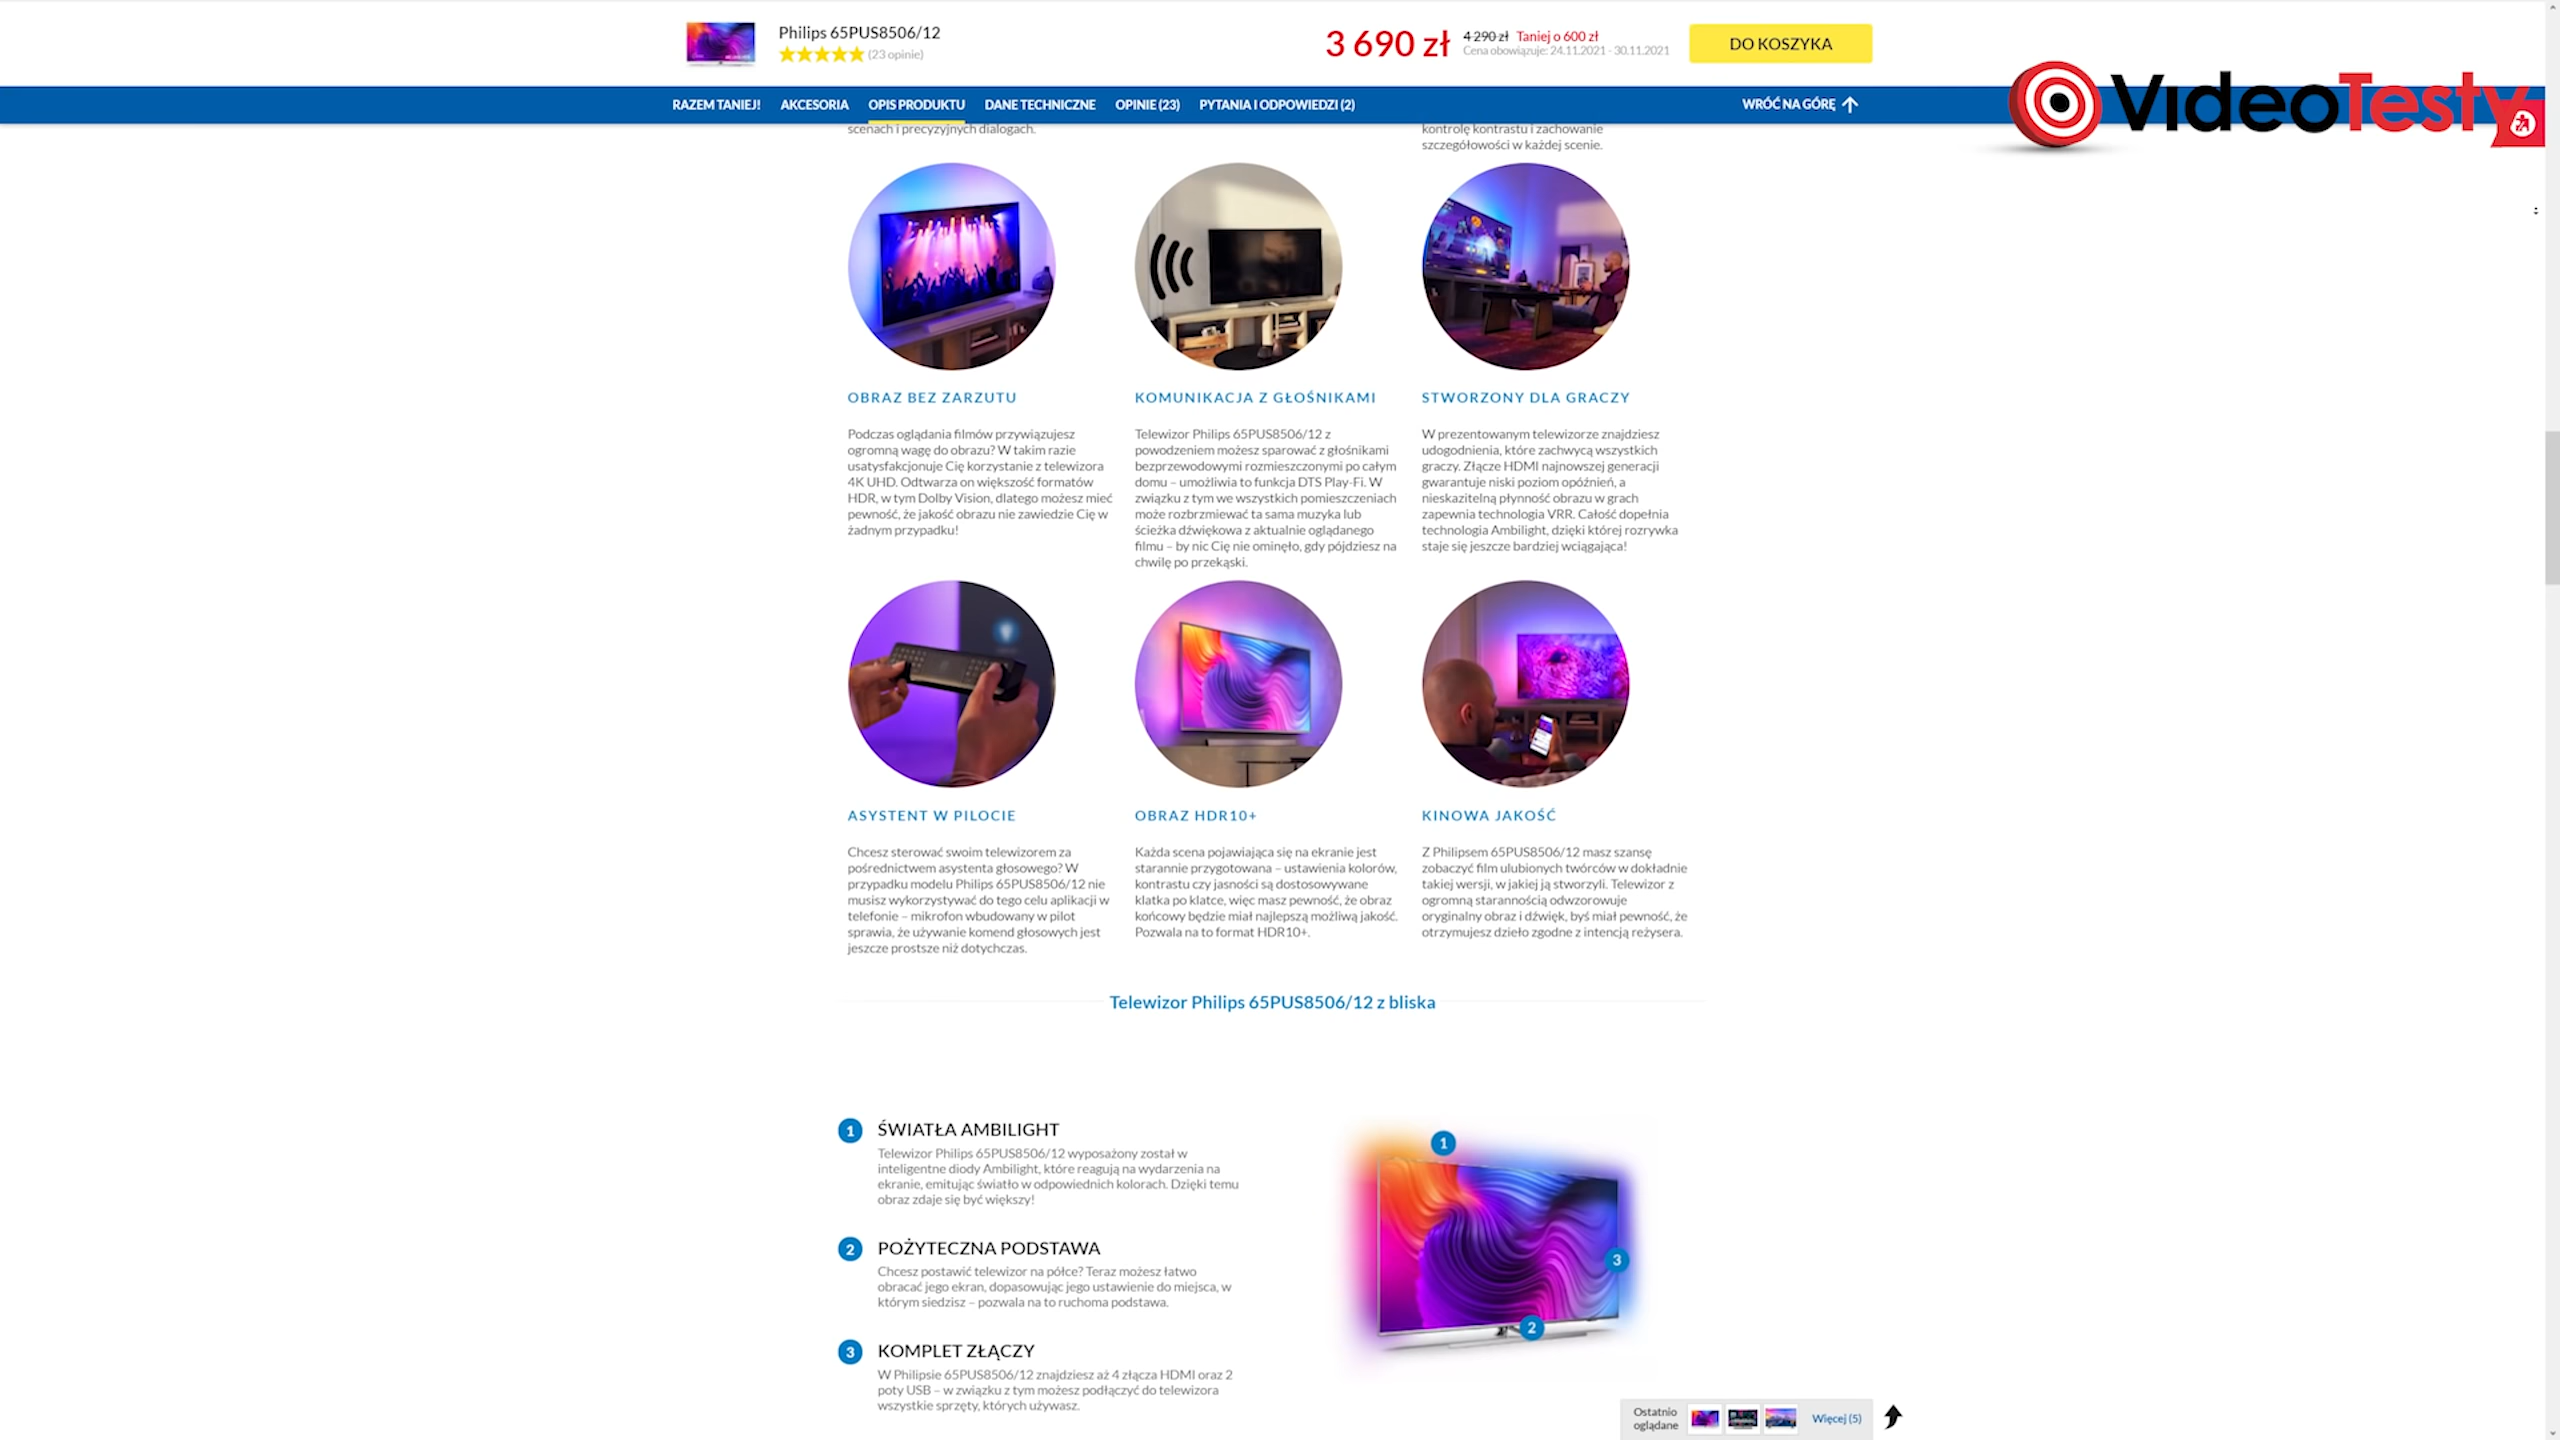 Philips 65PUS8506/12
(23 opinie)
3 690 zł
4 290 zł Taniej o 600 zł
Cena obowiązuje: 24.11.2021 - 30.11.2021
DO KOSZYKA
VideoTesty
RAZEM TANIEJ! AKCESORIA OPIS PRODUKTU DANE TECHNICZNE OPINIE (23) PYTANIA I ODPOWIEDZI (2) WRÓĆ NA GÓRĘ
scenach i precyzyjnych dialogach.
kontrolę kontrastu i zachowanie
szczegółowości w każdej scenie.
OBRAZ BEZ ZARZUTU
Podczas oglądania filmów przywiązujesz
ogromną wagę do obrazu? W takim razie
usatysfakcjonuje Cię korzystanie z telewizora
4K UHD. Odtwarza on większość formatów
HDR, w tym Dolby Vision, dlatego możesz mieć
pewność, że jakość obrazu nie zawiedzie Cię w
żadnym przypadku!
KOMUNIKACJA Z GŁOŚNIKAMI
Telewizor Philips 65PUS8506/12 z
powodzeniem możesz sparować z głośnikami
bezprzewodowymi rozmieszczonymi po całym
domu – umożliwia to funkcja DTS Play-Fi. W
związku z tym we wszystkich pomieszczeniach
może rozbrzmiewać ta sama muzyka lub
ścieżka dźwiękowa z aktualnie oglądanego
filmu – by nic Cię nie ominęło, gdy pójdziesz na
chwilę po przekąski.
STWORZONY DLA GRACZY
W prezentowanym telewizorze znajdziesz
udogodnienia, które zachwycą wszystkich
graczy. Złącze HDMI najnowszej generacji
gwarantuje niski poziom opóźnień, a
nieskazitelną płynność obrazu w grach
zapewnia technologia VRR. Całość dopełnia
technologia Ambilight, dzięki której rozrywka
staje się jeszcze bardziej wciągająca!
ASYSTENT W PILOCIE
Chcesz sterować swoim telewizorem za
pośrednictwem asystenta głosowego? W
przypadku modelu Philips 65PUS8506/12 nie
musisz wykorzystywać do tego celu aplikacji w
telefonie – mikrofon wbudowany w pilot
sprawia, że używanie komend głosowych jest
jeszcze prostsze niż dotychczas.
OBRAZ HDR10+
Każda scena pojawiająca się na ekranie jest
starannie przygotowana – ustawienia kolorów,
kontrastu czy jasności są dostosowywane
klatka po klatce, więc masz pewność, że obraz
końcowy będzie miał najlepszą możliwą jakość.
Pozwala na to format HDR10+.
KINOWA JAKOŚĆ
Z Philipsem 65PUS8506/12 masz szansę
zobaczyć film ulubionych twórców w dokładnie
takiej wersji, w jakiej ją stworzyli. Telewizor z
ogromną starannością odwzorowuje
oryginalny obraz i dźwięk, byś miał pewność, że
otrzymujesz dzieło zgodne z intencją reżysera.
Telewizor Philips 65PUS8506/12 z bliska
1 ŚWIATŁA AMBILIGHT
Telewizor Philips 65PUS8506/12 wyposażony został w
inteligentne diody Ambilight, które reagują na wydarzenia na
ekranie, emitując światło w odpowiednich kolorach. Dzięki temu
obraz zdaje się być większy!
2 POŻYTECZNA PODSTAWA
Chcesz postawić telewizor na półce? Teraz możesz łatwo
obracać jego ekran, dopasowując jego ustawienie do miejsca, w
którym siedzisz – pozwala na to ruchoma podstawa.
3 KOMPLET ZŁĄCZY
W Philipsie 65PUS8506/12 znajdziesz aż 4 złącza HDMI oraz 2
poty USB – w związku z tym możesz podłączyć do telewizora
wszystkie sprzęty, których używasz.
1
3
2
Ostatnio
oglądane
Więcej (5)